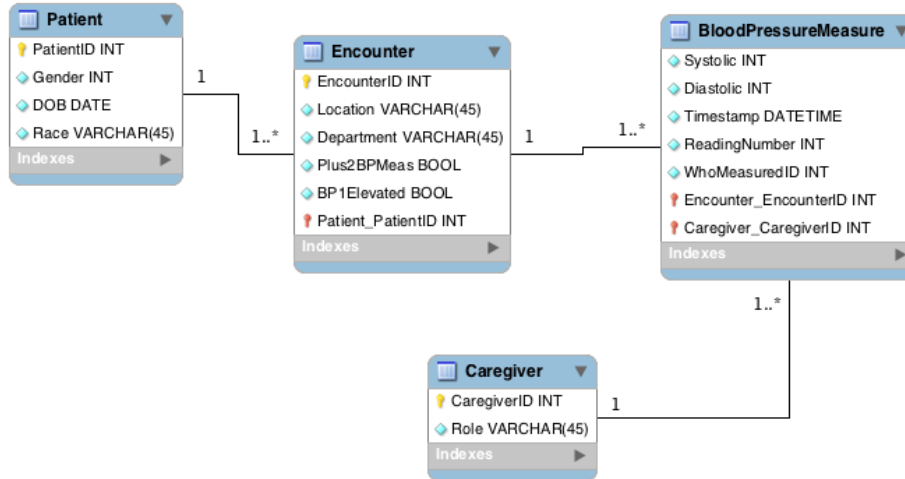 Patient
PatientID INT
Gender INT
DOB DATE
Race VARCHAR(45)
Indexes
1
1..*
Encounter
EncounterID INT
Location VARCHAR(45)
Department VARCHAR(45)
Plus2BPMeas BOOL
BP1Elevated BOOL
Patient_PatientID INT
Indexes
1
1..*
BloodPressureMeasure
Systolic INT
Diastolic INT
Timestamp DATETIME
ReadingNumber INT
WhoMeasuredID INT
Encounter_EncounterID INT
Caregiver_CaregiverID INT
Indexes
1..*
Caregiver
CaregiverID INT
Role VARCHAR(45)
Indexes
1